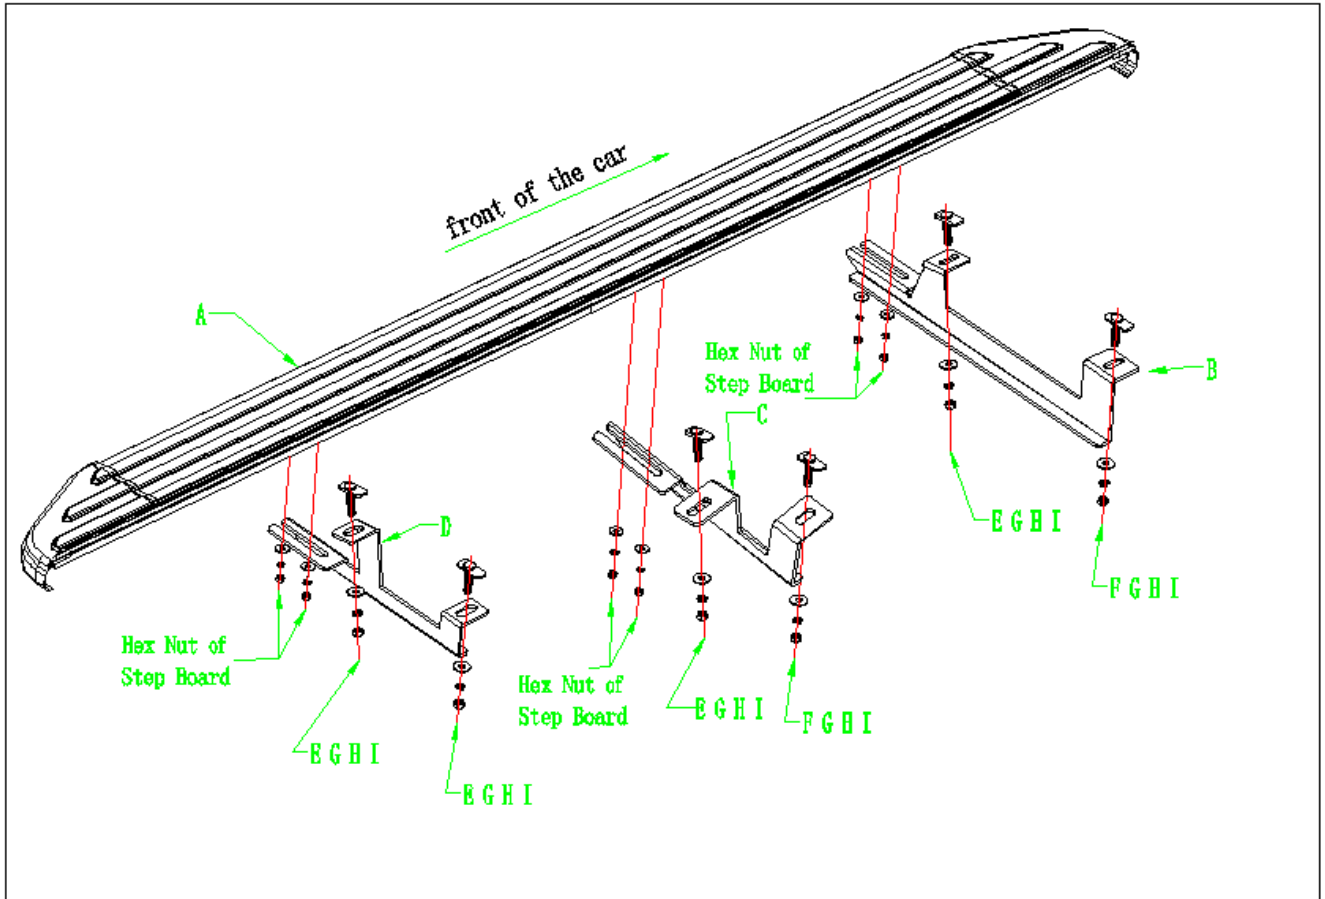 front of the car
A
Hex Nut of
Step Board
B
C
E G H I
D
F G H I
Hex Nut of
Step Board
Hex Nut of
Step Board
E G H I
F G H I
E G H I
E G H I